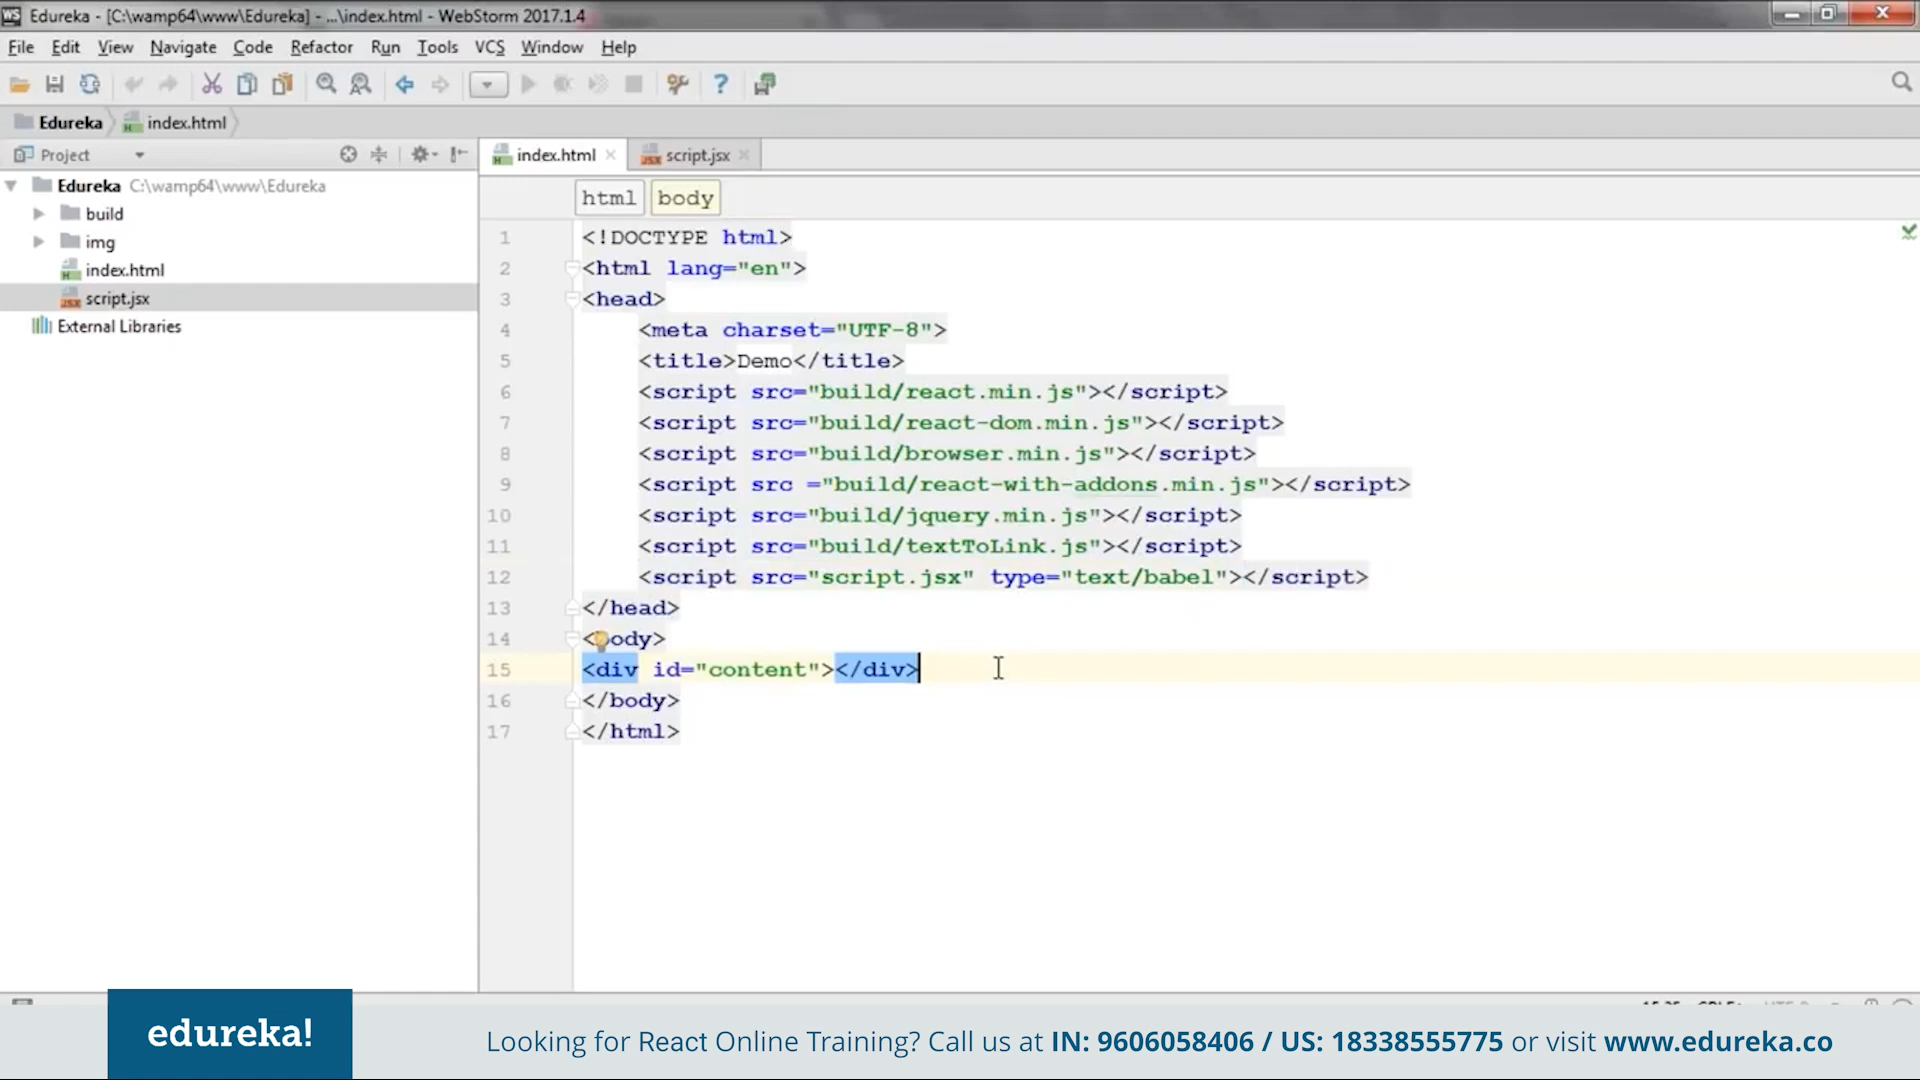 Edureka - [C:\wamp64\www\Edureka] - ...\index.html - WebStorm 2017.1.4
File Edit View Navigate Code Refactor Run Tools VCS Window Help
Edureka index.html
Project
index.html script.jsx
Edureka C:\wamp64\www\Edureka
build
img
index.html
script.jsx
External Libraries
html body
1 <!DOCTYPE html>
2 <html lang="en">
3 <head>
4 <meta charset="UTF-8">
5 <title>Demo</title>
6 <script src="build/react.min.js"></script>
7 <script src="build/react-dom.min.js"></script>
8 <script src="build/browser.min.js"></script>
9 <script src ="build/react-with-addons.min.js"></script>
10 <script src="build/jquery.min.js"></script>
11 <script src="build/textToLink.js"></script>
12 <script src="script.jsx" type="text/babel"></script>
13 </head>
14 <body>
15 <div id="content"></div>
16 </body>
17 </html>
edureka!
Looking for React Online Training? Call us at IN: 9606058406 / US: 18338555775 or visit www.edureka.co